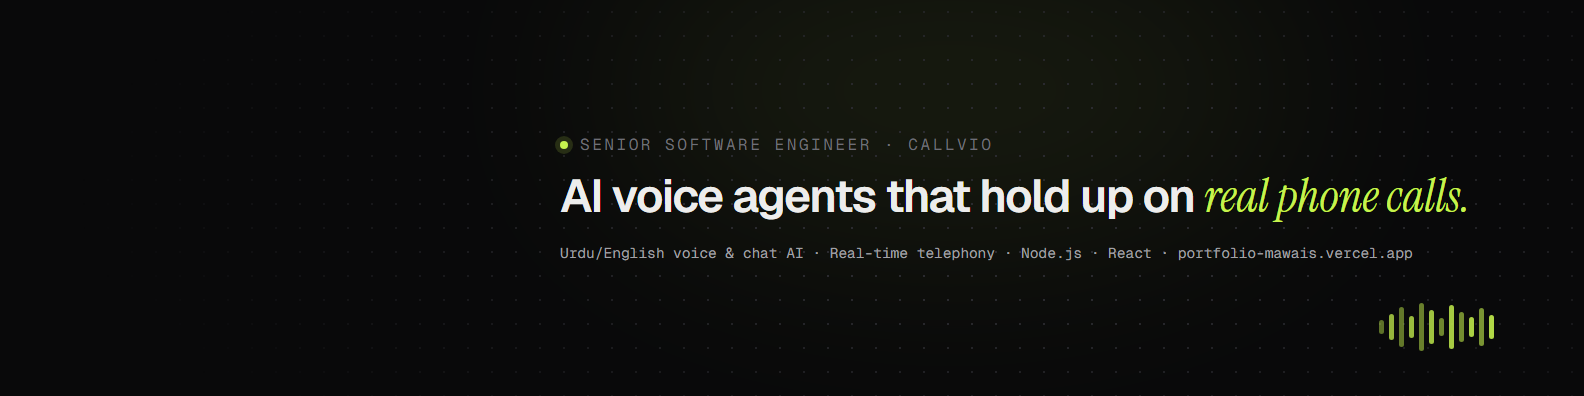 SENIOR SOFTWARE ENGINEER · CALLVIO
AI voice agents that hold up on real phone calls.
Urdu/English voice & chat AI · Real-time telephony · Node.js · React · portfolio-mawais.vercel.app